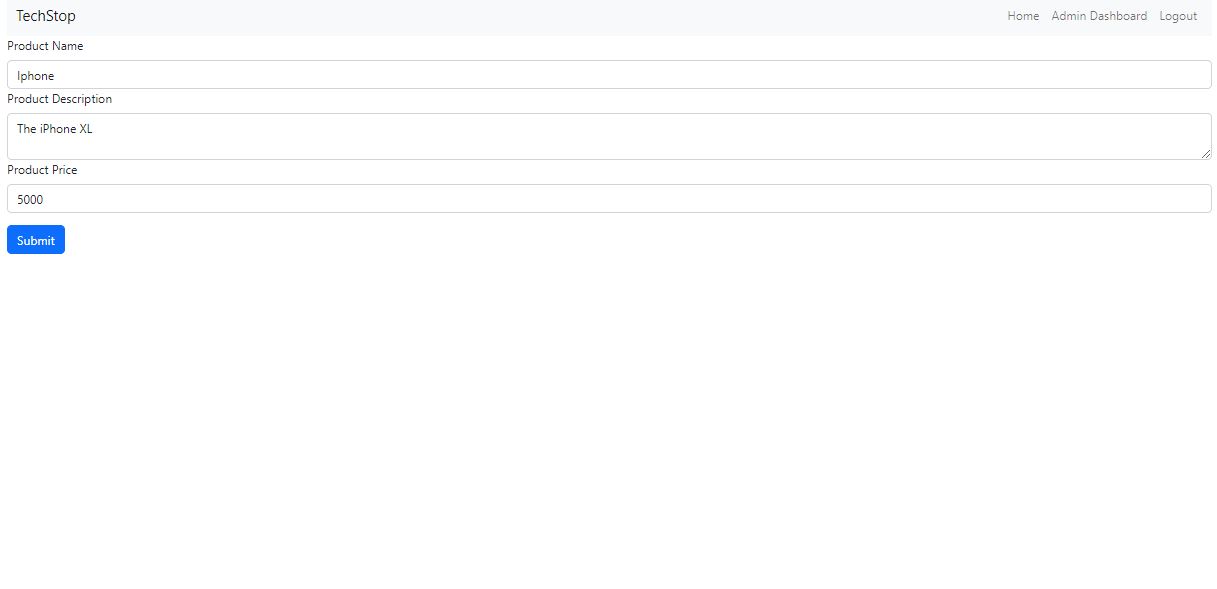 TechStop Home Admin Dashboard Logout
Product Name
Iphone
Product Description
The iPhone XL
Product Price
5000
Submit